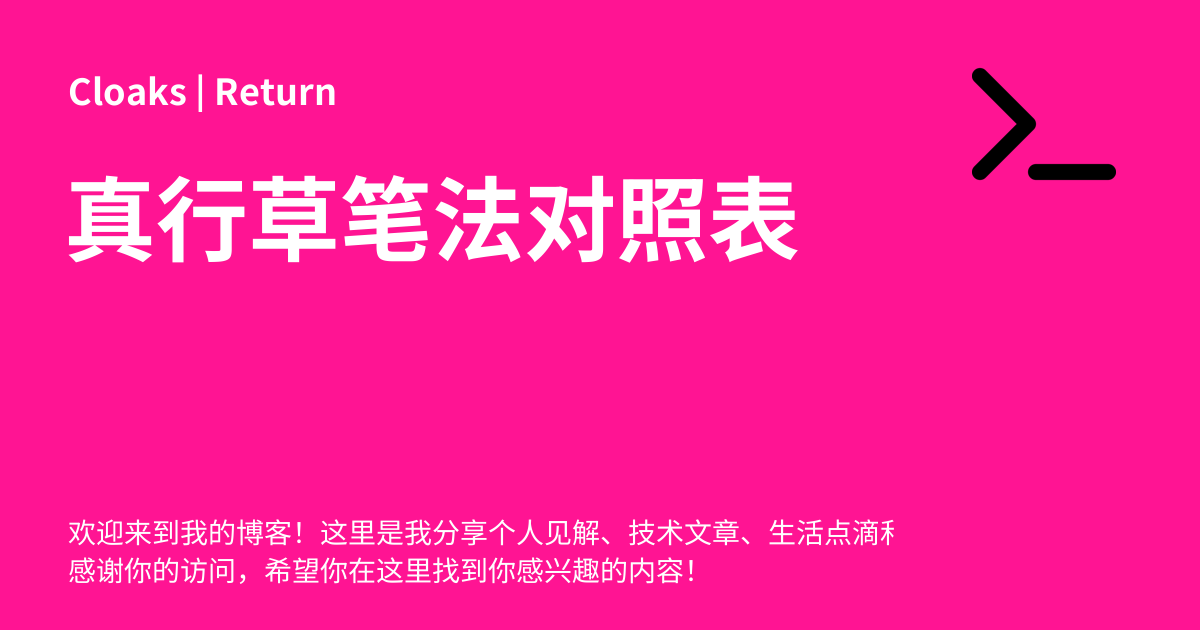 Cloaks | Return
真行草笔法对照表
欢迎来到我的博客！这里是我分享个人见解、技术文章、生活点滴
感谢你的访问，希望你在这里找到你感兴趣的内容！